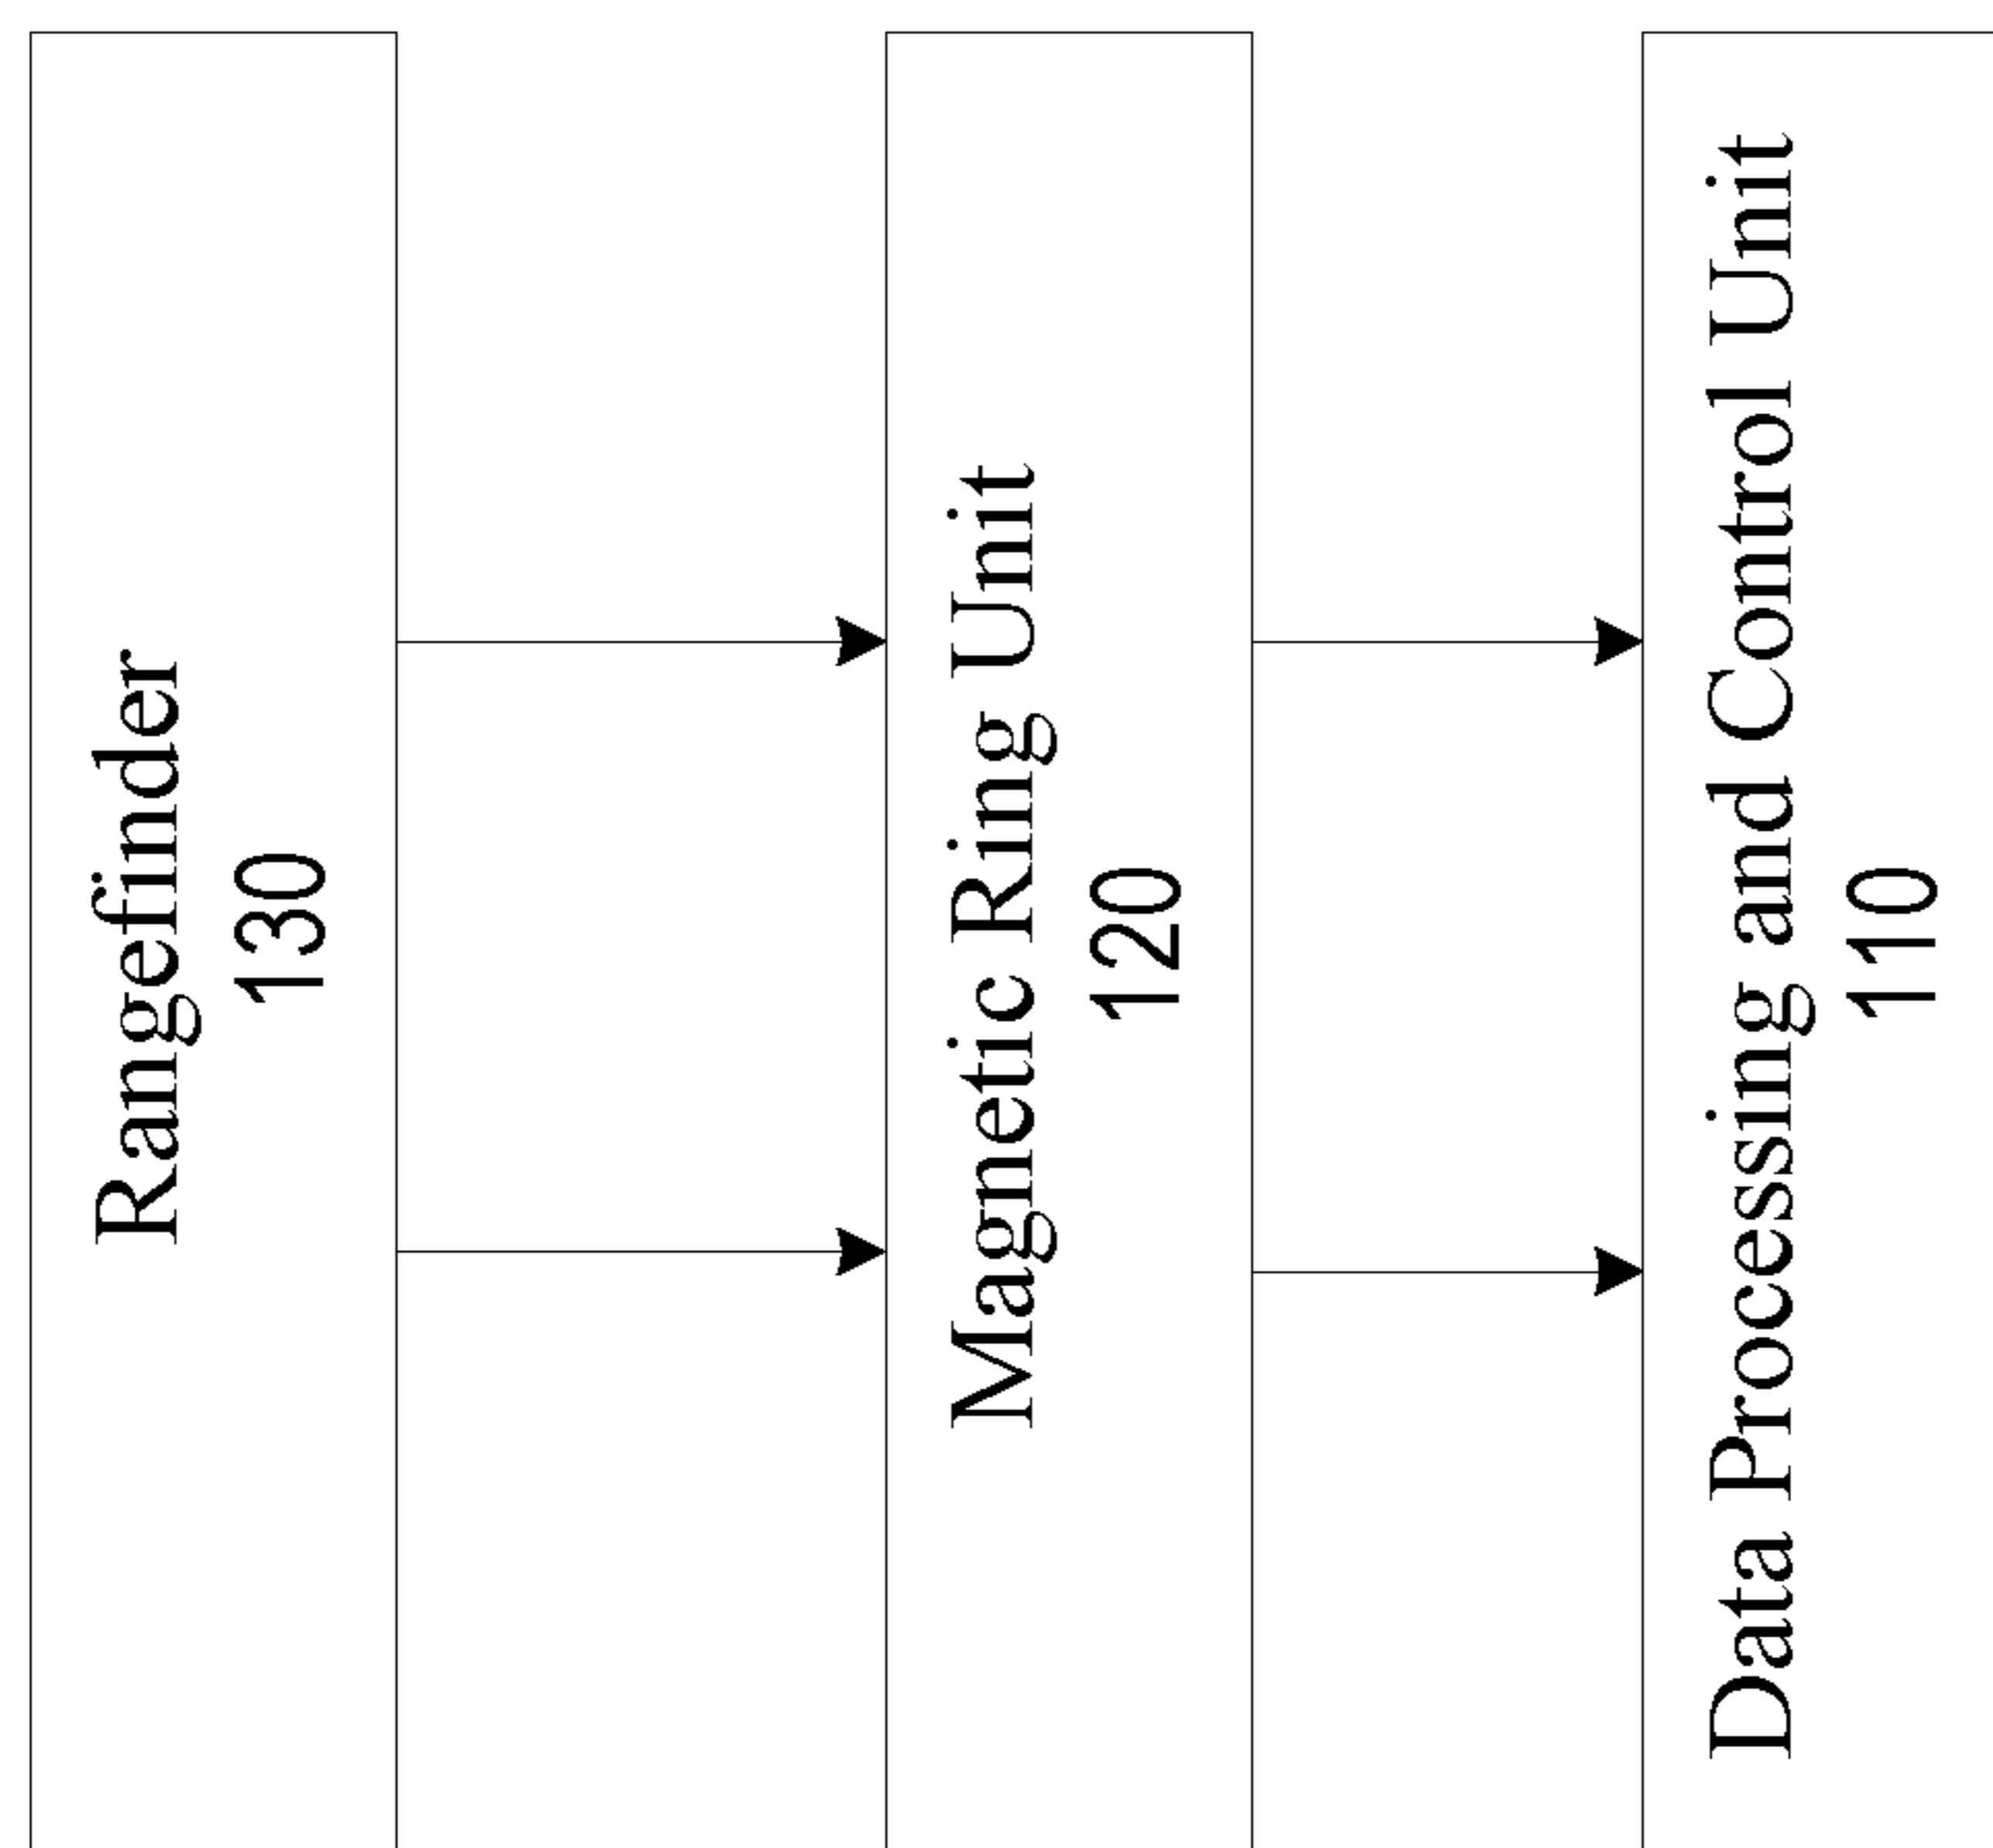 Rangefinder
130
Magnetic Ring Unit
120
Data Processing and Control Unit
110